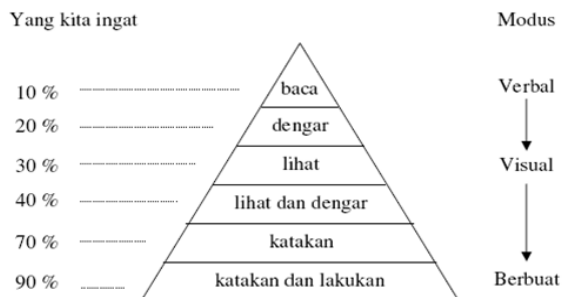 Yang kita ingat Modus
10 % baca Verbal
20 % dengar
30 % lihat Visual
40 % lihat dan dengar
70 % katakan
90 % katakan dan lakukan Berbuat